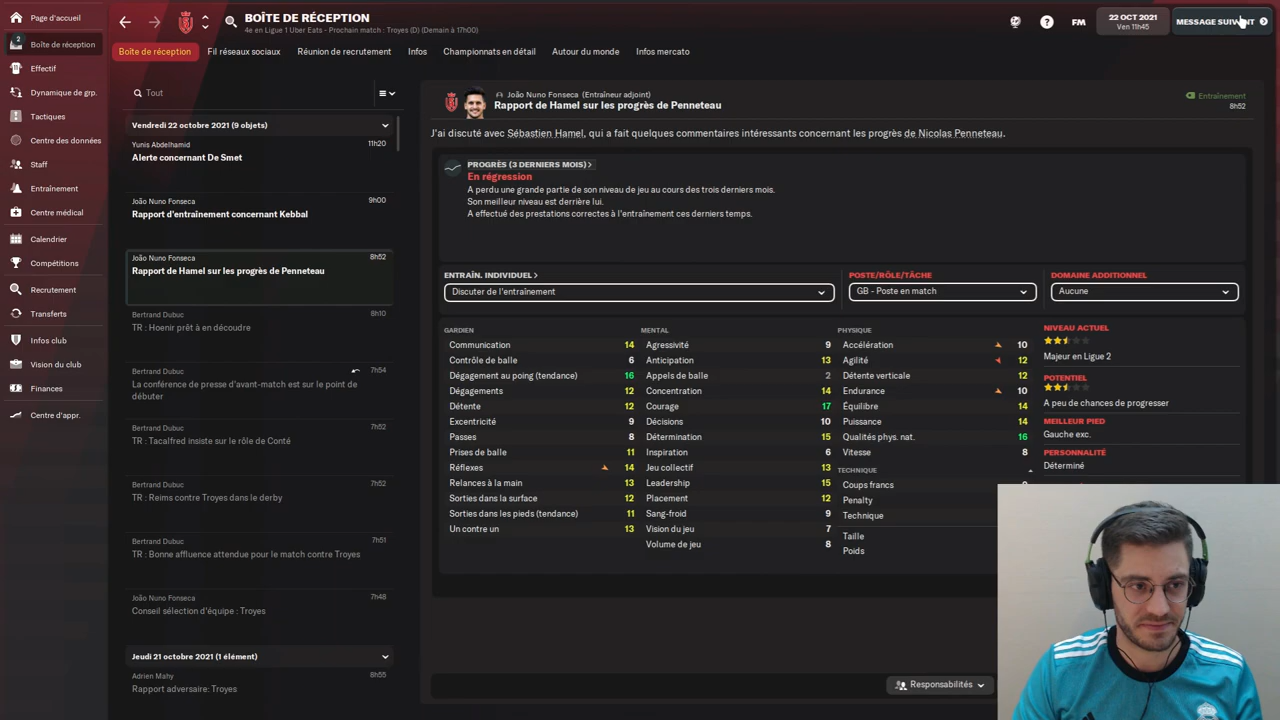 Page d'accueil
2
Boîte de réception
Effectif
Dynamique de grp.
Tactiques
Centre des données
Staff
Entraînement
Centre médical
Calendrier
Compétitions
Recrutement
Transferts
Infos club
Vision du club
Finances
Centre d'appr.
BOÎTE DE RÉCEPTION
4e en Ligue 1 Uber Eats - Prochain match : Troyes (D) (Demain à 17h00)
FM
22 OCT 2021
Ven 11h45
MESSAGE SUIVANT
Boîte de réception
Fil réseaux sociaux
Réunion de recrutement
Infos
Championnats en détail
Autour du monde
Infos mercato
Tout
Vendredi 22 octobre 2021 (9 objets)
Yunis Abdelhamid 11h20
Alerte concernant De Smet
João Nuno Fonseca 9h00
Rapport d'entraînement concernant Kebbal
João Nuno Fonseca 8h52
Rapport de Hamel sur les progrès de Penneteau
Bertrand Dubuc 8h10
TR : Hoenir prêt à en découdre
Bertrand Dubuc 7h54
La conférence de presse d'avant-match est sur le point de
débuter
Bertrand Dubuc 7h52
TR : Tacalfred insiste sur le rôle de Conté
Bertrand Dubuc 7h52
TR : Reims contre Troyes dans le derby
Bertrand Dubuc 7h51
TR : Bonne affluence attendue pour le match contre Troyes
João Nuno Fonseca 7h48
Conseil sélection d'équipe : Troyes
Jeudi 21 octobre 2021 (1 élément)
Adrien Mahy 8h55
Rapport adversaire: Troyes
João Nuno Fonseca (Entraîneur adjoint)
Rapport de Hamel sur les progrès de Penneteau
Entraînement
8h52
J'ai discuté avec Sébastien Hamel, qui a fait quelques commentaires intéressants concernant les progrès de Nicolas Penneteau.
PROGRÈS (3 DERNIERS MOIS)
En régression
A perdu une grande partie de son niveau de jeu au cours des trois derniers mois.
Son meilleur niveau est derrière lui.
A effectué des prestations correctes à l'entraînement ces derniers temps.
ENTRAÎN. INDIVIDUEL
Discuter de l'entraînement
POSTE/RÔLE/TÂCHE
GB - Poste en match
DOMAINE ADDITIONNEL
Aucune
GARDIEN
Communication 14
Contrôle de balle 6
Dégagement au poing (tendance) 16
Dégagements 12
Détente 12
Excentricité 9
Passes 8
Prises de balle 11
Réflexes 14
Relances à la main 13
Sorties dans la surface 12
Sorties dans les pieds (tendance) 11
Un contre un 13
MENTAL
Agressivité 9
Anticipation 13
Appels de balle 2
Concentration 14
Courage 17
Décisions 10
Détermination 15
Inspiration 6
Jeu collectif 13
Leadership 15
Placement 12
Sang-froid 9
Vision du jeu 7
Volume de jeu 8
PHYSIQUE
Accélération 10
Agilité 12
Détente verticale 12
Endurance 10
Équilibre 14
Puissance 14
Qualités phys. nat. 16
Vitesse 8
TECHNIQUE
Coups francs
Penalty
Technique
Taille
Poids
NIVEAU ACTUEL
Majeur en Ligue 2
POTENTIEL
A peu de chances de progresser
MEILLEUR PIED
Gauche exc.
PERSONNALITÉ
Déterminé
Responsabilités